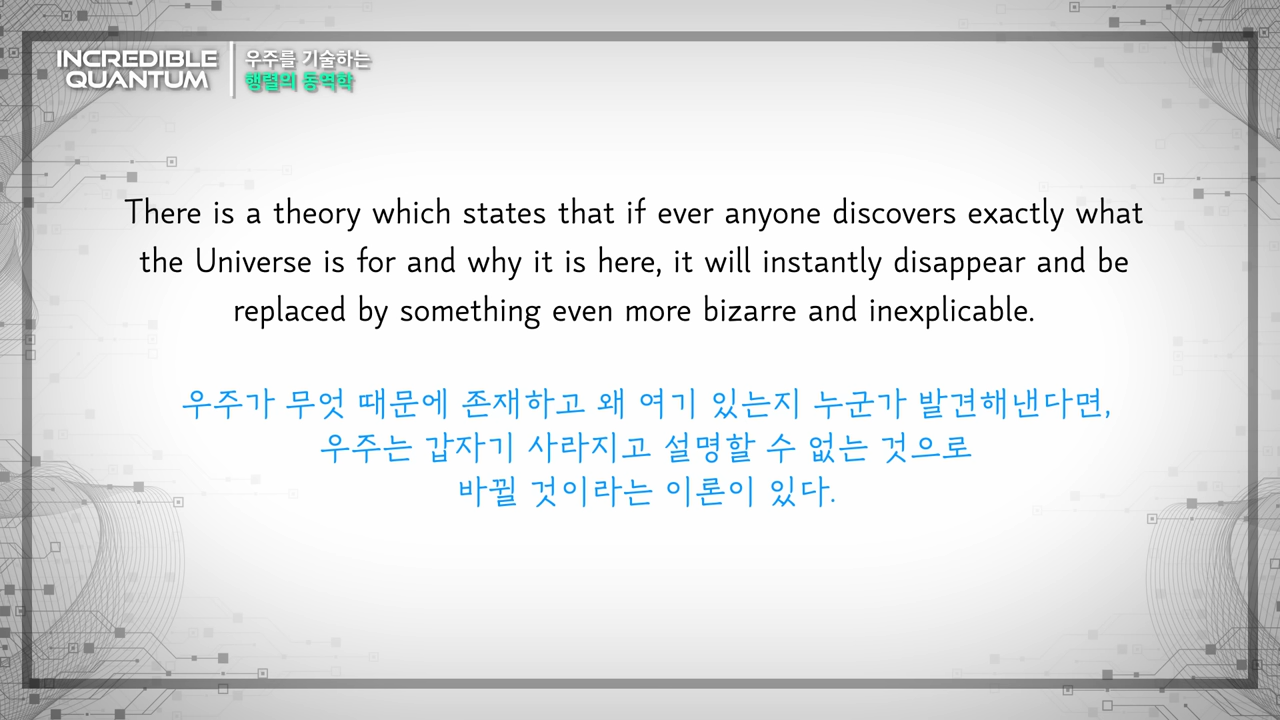 INCREDIBLE
QUANTUM
우주를 기술하는
행렬의 동역학
There is a theory which states that if ever anyone discovers exactly what
the Universe is for and why it is here, it will instantly disappear and be
replaced by something even more bizarre and inexplicable.
우주가 무엇 때문에 존재하고 왜 여기 있는지 누군가 발견해낸다면,
우주는 갑자기 사라지고 설명할 수 없는 것으로
바뀔 것이라는 이론이 있다.